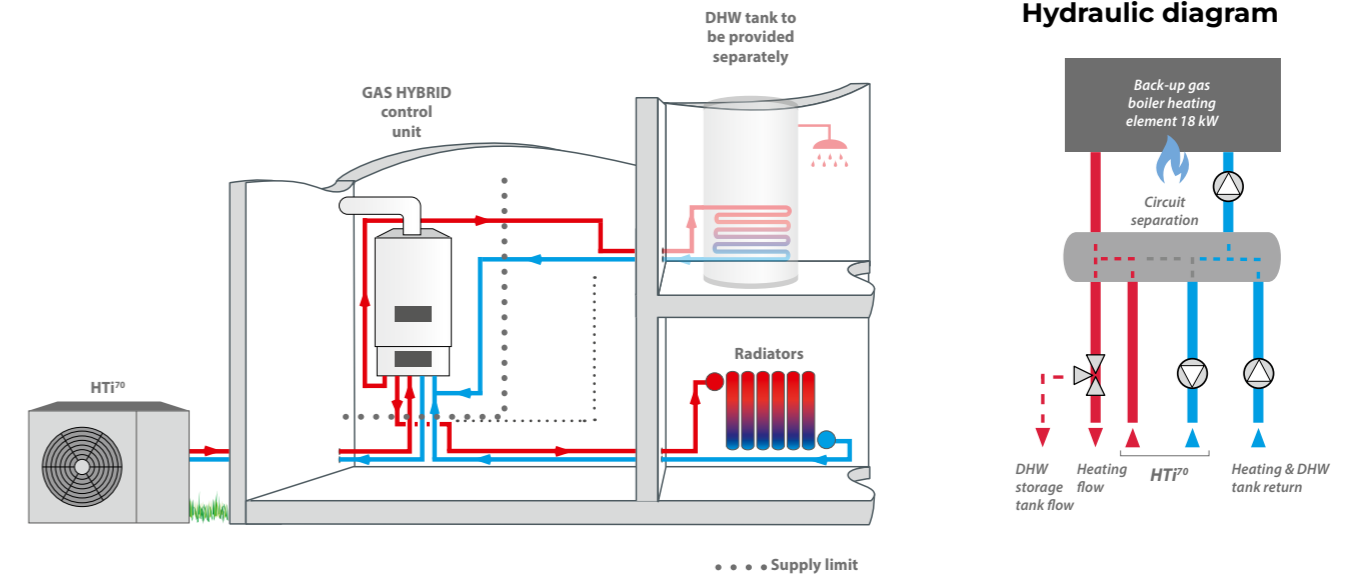 DHW tank to
be provided
separately
GAS HYBRID
control
unit
HTi⁷⁰
Radiators
Supply limit
Hydraulic diagram
Back-up gas
boiler heating
element 18 kW
Circuit
separation
DHW
storage
tank flow
Heating
flow
HTi⁷⁰
Heating & DHW
tank return